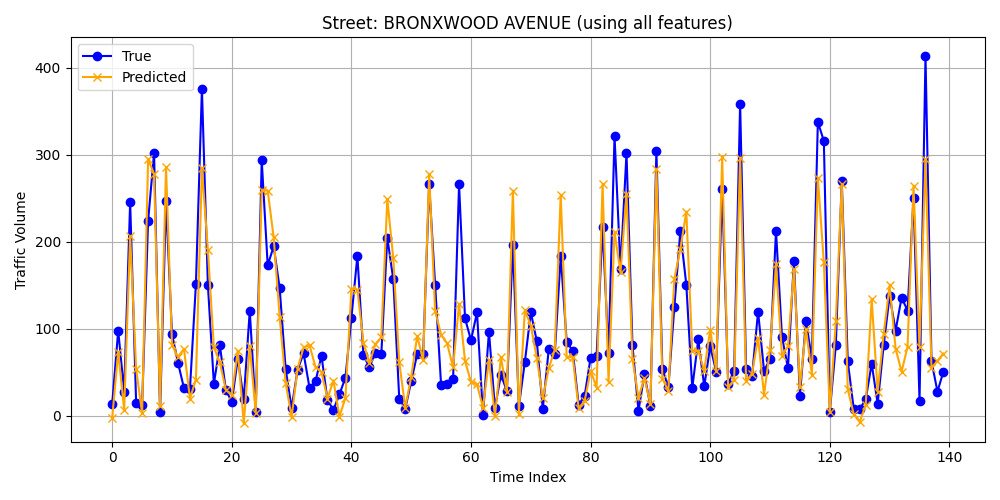 Street: BRONXWOOD AVENUE (using all features)
True
Predicted
Traffic Volume
400
300
200
100
0
0 20 40 60 80 100 120 140
Time Index